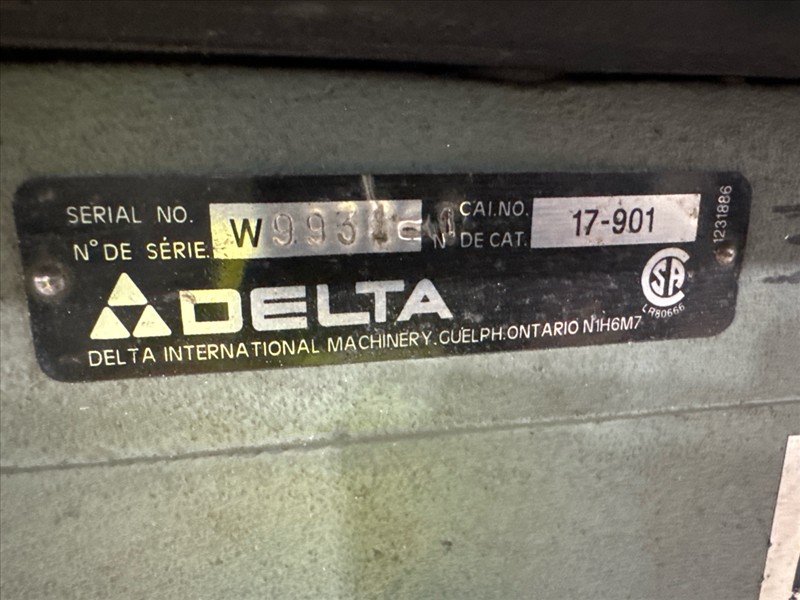 SERIAL NO.
N° DE SÉRIE.
W
CAT.NO.
N° DE CAT.
17-901
1231886
DELTA
SA
LR80666
DELTA INTERNATIONAL MACHINERY.GUELPH.ONTARIO N1H6M7